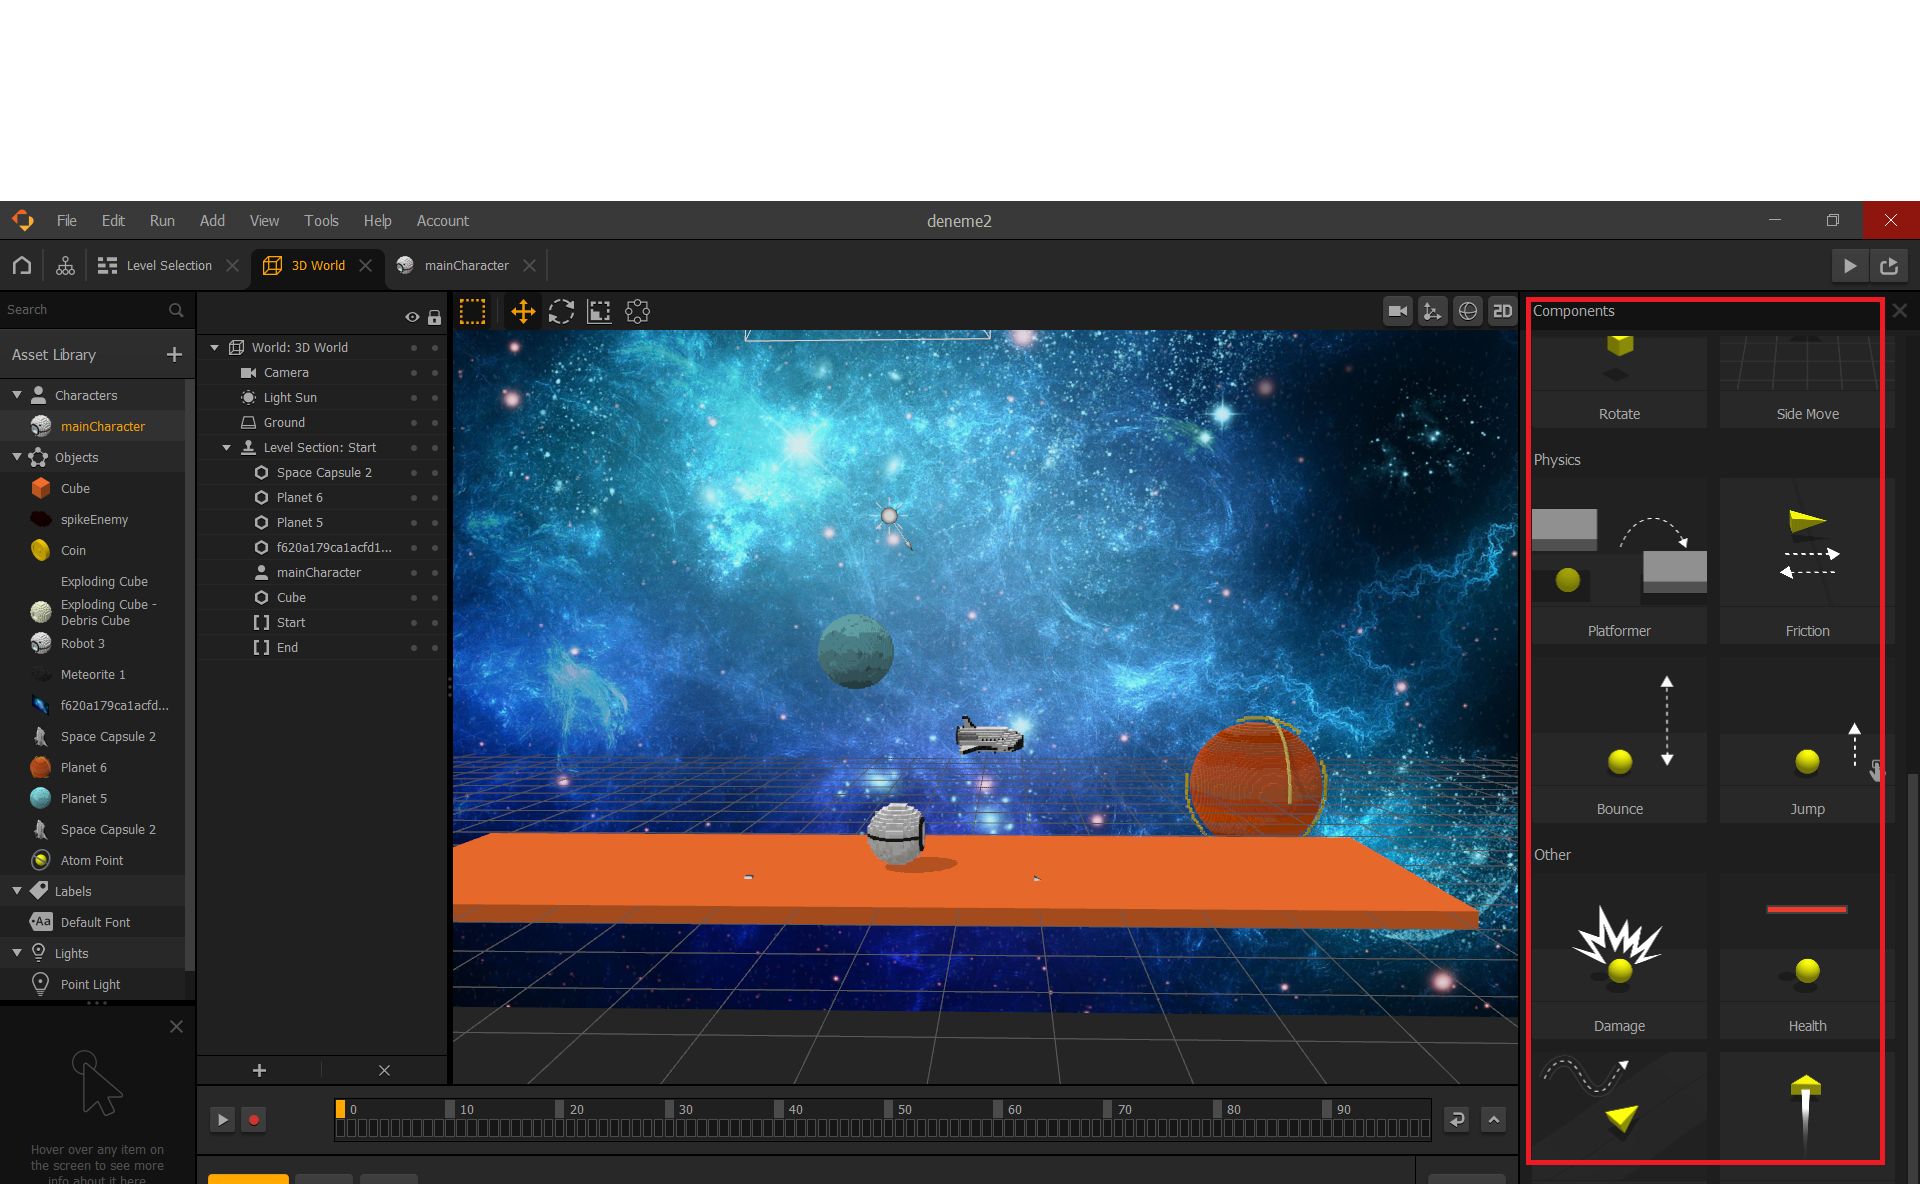 File Edit Run Add View Tools Help Account deneme2
Level Selection 3D World mainCharacter
Search
Asset Library
Characters
mainCharacter
Objects
Cube
spikeEnemy
Coin
Exploding Cube
Exploding Cube -
Debris Cube
Robot 3
Meteorite 1
f620a179ca1acfd...
Space Capsule 2
Planet 6
Planet 5
Space Capsule 2
Atom Point
Labels
Aa Default Font
Lights
Point Light
Hover over any item on
the screen to see more
info about it here
World: 3D World
Camera
Light Sun
Ground
Level Section: Start
Space Capsule 2
Planet 6
Planet 5
f620a179ca1acfd1...
mainCharacter
Cube
Start
End
2D
0 10 20 30 40 50 60 70 80 90
Components
Rotate Side Move
Physics
Platformer Friction
Bounce Jump
Other
Damage Health